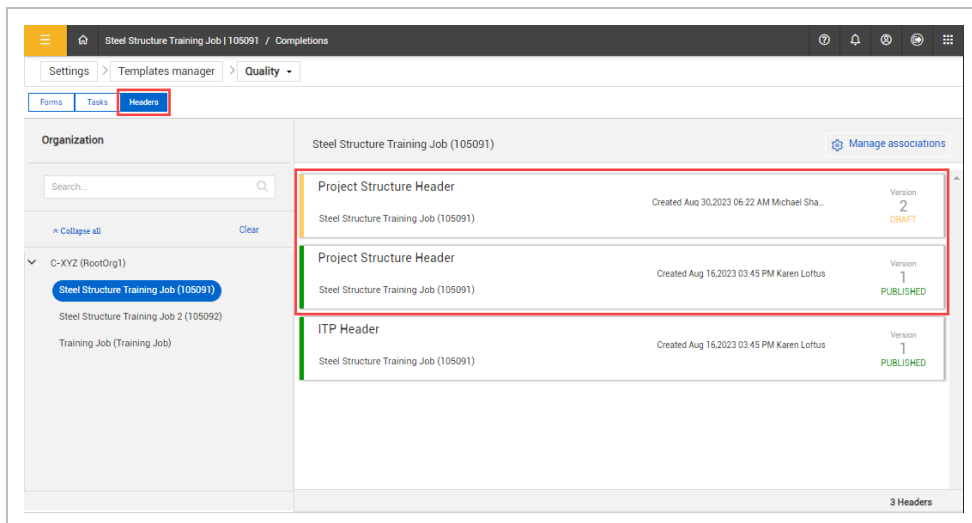 Steel Structure Training Job | 105091 / Completions
Settings > Templates manager > Quality
Forms Tasks Headers
Organization
Steel Structure Training Job (105091)
Manage associations
Search...
Collapse all
Clear
C-XYZ (RootOrg1)
Steel Structure Training Job (105091)
Steel Structure Training Job 2 (105092)
Training Job (Training Job)
Project Structure Header
Steel Structure Training Job (105091)
Created Aug 30,2023 06:22 AM Michael Sha...
Version
2
DRAFT
Project Structure Header
Steel Structure Training Job (105091)
Created Aug 16,2023 03:45 PM Karen Loftus
Version
1
PUBLISHED
ITP Header
Steel Structure Training Job (105091)
Created Aug 16,2023 03:45 PM Karen Loftus
Version
1
PUBLISHED
3 Headers